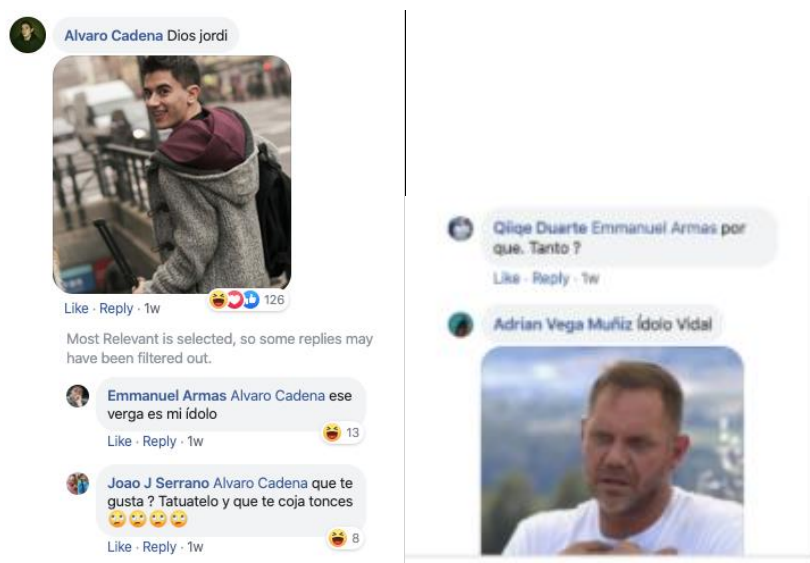 Alvaro Cadena Dios jordi
126
Like · Reply · 1w
Most Relevant is selected, so some replies may
have been filtered out.
Emmanuel Armas Alvaro Cadena ese
verga es mi ídolo
13
Like · Reply · 1w
Joao J Serrano Alvaro Cadena que te
gusta ? Tatuatelo y que te coja tonces
🙄🙄🙄🙄
8
Like · Reply · 1w
Qiiqe Duarte Emmanuel Armas por
que. Tanto ?
Like · Reply · 1w
Adrian Vega Muñiz Ídolo Vidal